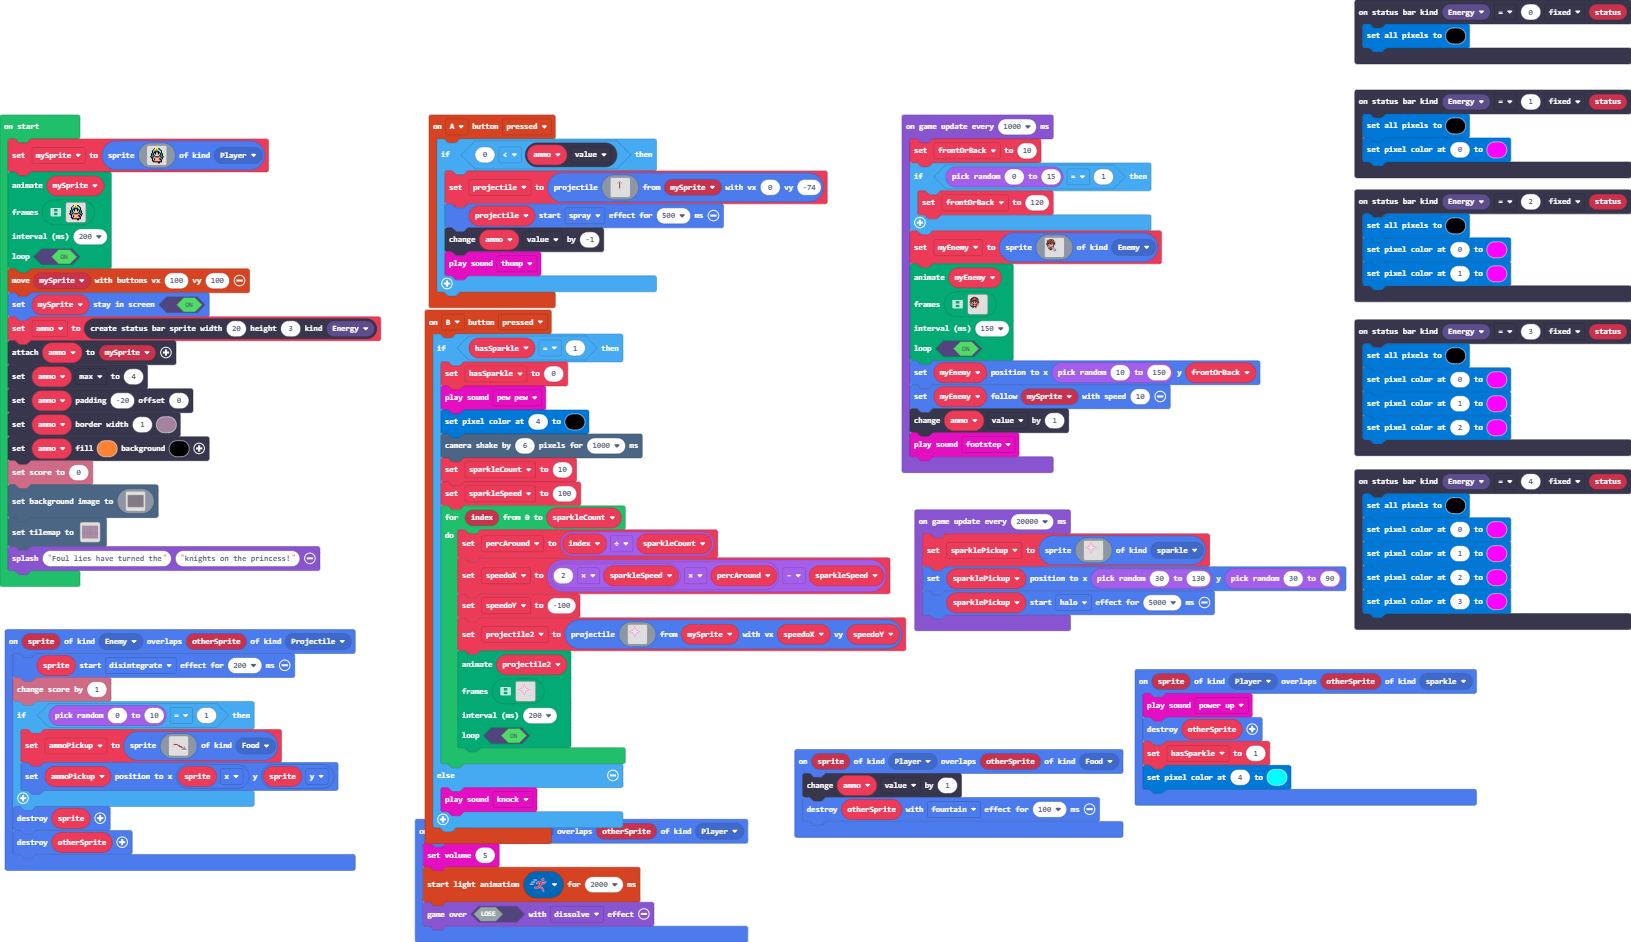 on start
set mySprite to sprite of kind Player
animate mySprite
frames
interval (ms) 200
loop ON
move mySprite with buttons vx 100 vy 100
set mySprite stay in screen ON
set ammo to create status bar sprite width 20 height 3 kind Energy
attach ammo to mySprite
set ammo max to 4
set ammo padding -20 offset 0
set ammo border width 1
set ammo fill background
set score to 0
set background image to
set tilemap to
splash "Foul lies have turned the" "knights on the princess!"
on sprite of kind Enemy overlaps otherSprite of kind Projectile
sprite start disintegrate effect for 200 ms
change score by 1
if pick random 0 to 10 = 1 then
set ammoPickup to sprite of kind Food
set ammoPickup position to x sprite x y sprite y
destroy sprite
destroy otherSprite
on A button pressed
if 0 < ammo value then
set projectile to projectile from mySprite with vx 0 vy -74
projectile start spray effect for 500 ms
change ammo value by -1
play sound thump
on B button pressed
if hasSparkle = 1 then
set hasSparkle to 0
play sound pew pew
set pixel color at 4 to
camera shake by 6 pixels for 1000 ms
set sparkleCount to 10
set sparkleSpeed to 100
for index from 0 to sparkleCount
do
set percAround to index ÷ sparkleCount
set speedoX to 2 × sparkleSpeed × percAround - sparkleSpeed
set speedoY to -100
set projectile2 to projectile from mySprite with vx speedoX vy speedoY
animate projectile2
frames
interval (ms) 200
loop ON
else
play sound knock
overlaps otherSprite of kind Player
set volume 5
start light animation for 2000 ms
game over LOSE with dissolve effect
on game update every 1000 ms
set frontOrBack to 10
if pick random 0 to 15 = 1 then
set frontOrBack to 120
set myEnemy to sprite of kind Enemy
animate myEnemy
frames
interval (ms) 150
loop ON
set myEnemy position to x pick random 10 to 150 y frontOrBack
set myEnemy follow mySprite with speed 10
change ammo value by 1
play sound footstep
on game update every 20000 ms
set sparklePickup to sprite of kind sparkle
set sparklePickup position to x pick random 30 to 130 y pick random 30 to 90
sparklePickup start halo effect for 5000 ms
on sprite of kind Player overlaps otherSprite of kind Food
change ammo value by 1
destroy otherSprite with fountain effect for 100 ms
on sprite of kind Player overlaps otherSprite of kind sparkle
play sound power up
destroy otherSprite
set hasSparkle to 1
set pixel color at 4 to
on status bar kind Energy = 0 fixed status
set all pixels to
on status bar kind Energy = 1 fixed status
set all pixels to
set pixel color at 0 to
on status bar kind Energy = 2 fixed status
set all pixels to
set pixel color at 0 to
set pixel color at 1 to
on status bar kind Energy = 3 fixed status
set all pixels to
set pixel color at 0 to
set pixel color at 1 to
set pixel color at 2 to
on status bar kind Energy = 4 fixed status
set all pixels to
set pixel color at 0 to
set pixel color at 1 to
set pixel color at 2 to
set pixel color at 3 to